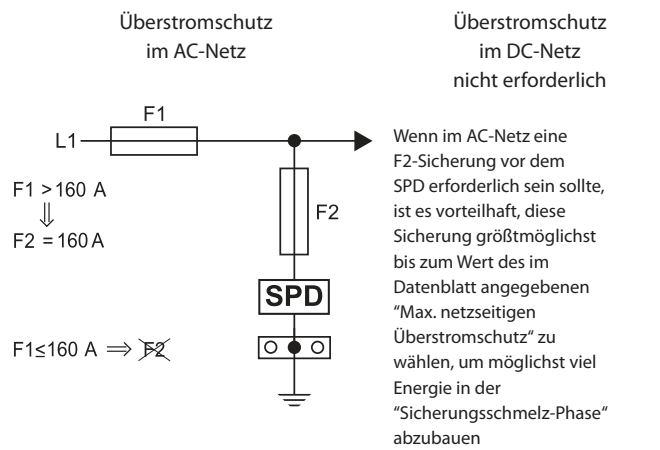 Überstromschutz
im AC-Netz
Überstromschutz
im DC-Netz
nicht erforderlich
F1
L1
F1 >160 A
⇓
F2 = 160 A
F2
SPD
F1≤160 A ⇒ F2
Wenn im AC-Netz eine
F2-Sicherung vor dem
SPD erforderlich sein sollte,
ist es vorteilhaft, diese
Sicherung größtmöglichst
bis zum Wert des im
Datenblatt angegebenen
“Max. netzseitigen
Überstromschutz“ zu
wählen, um möglichst viel
Energie in der
“Sicherungsschmelz-Phase“
abzubauen